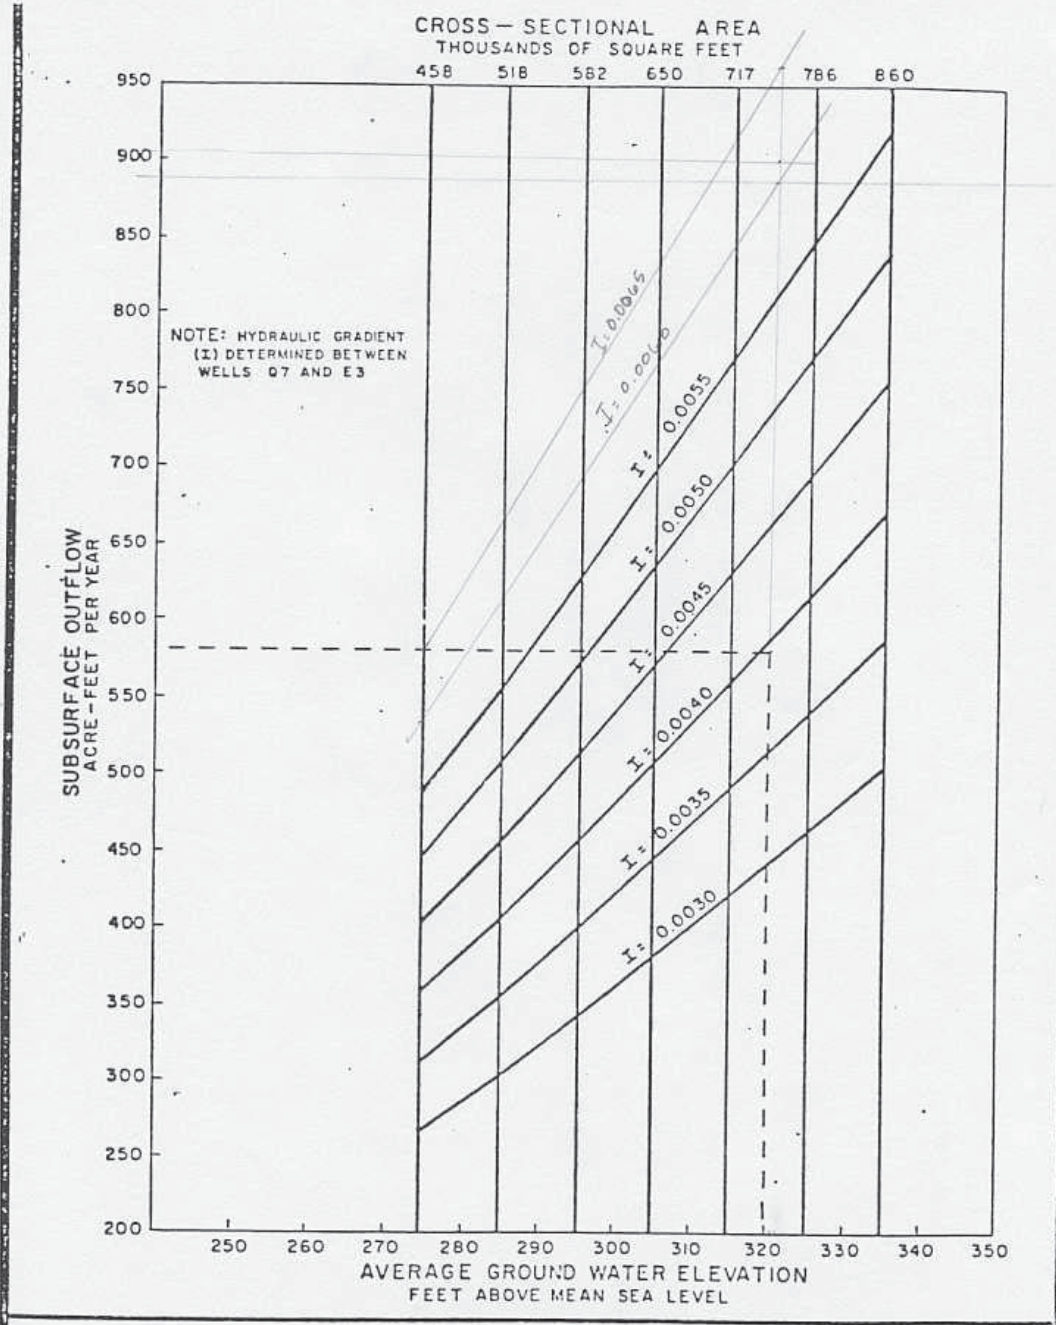 CROSS — SECTIONAL AREA
THOUSANDS OF SQUARE FEET
458 518 582 650 717 786 860
950
900
850
800
750
700
650
600
550
500
450
400
350
300
250
200
NOTE: HYDRAULIC GRADIENT
(I) DETERMINED BETWEEN
WELLS Q7 AND E3
I=0.0065
I=0.0060
I= 0.0055
I= 0.0050
I= 0.0045
I= 0.0040
I= 0.0035
I= 0.0030
SUBSURFACE OUTFLOW
ACRE-FEET PER YEAR
250 260 270 280 290 300 310 320 330 340 350
AVERAGE GROUND WATER ELEVATION
FEET ABOVE MEAN SEA LEVEL